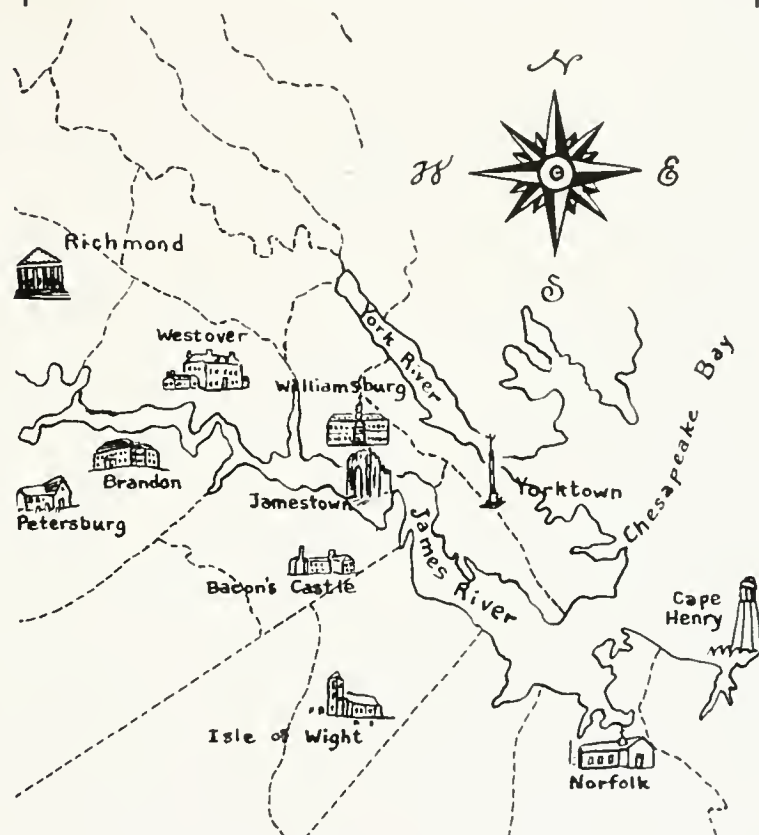 N
W
E
S
Richmond
York River
Westover
Williamsburg
Chesapeake Bay
Brandon
Petersburg
Jamestown
Yorktown
James River
Bacon's Castle
Cape
Henry
Isle of Wight
Norfolk